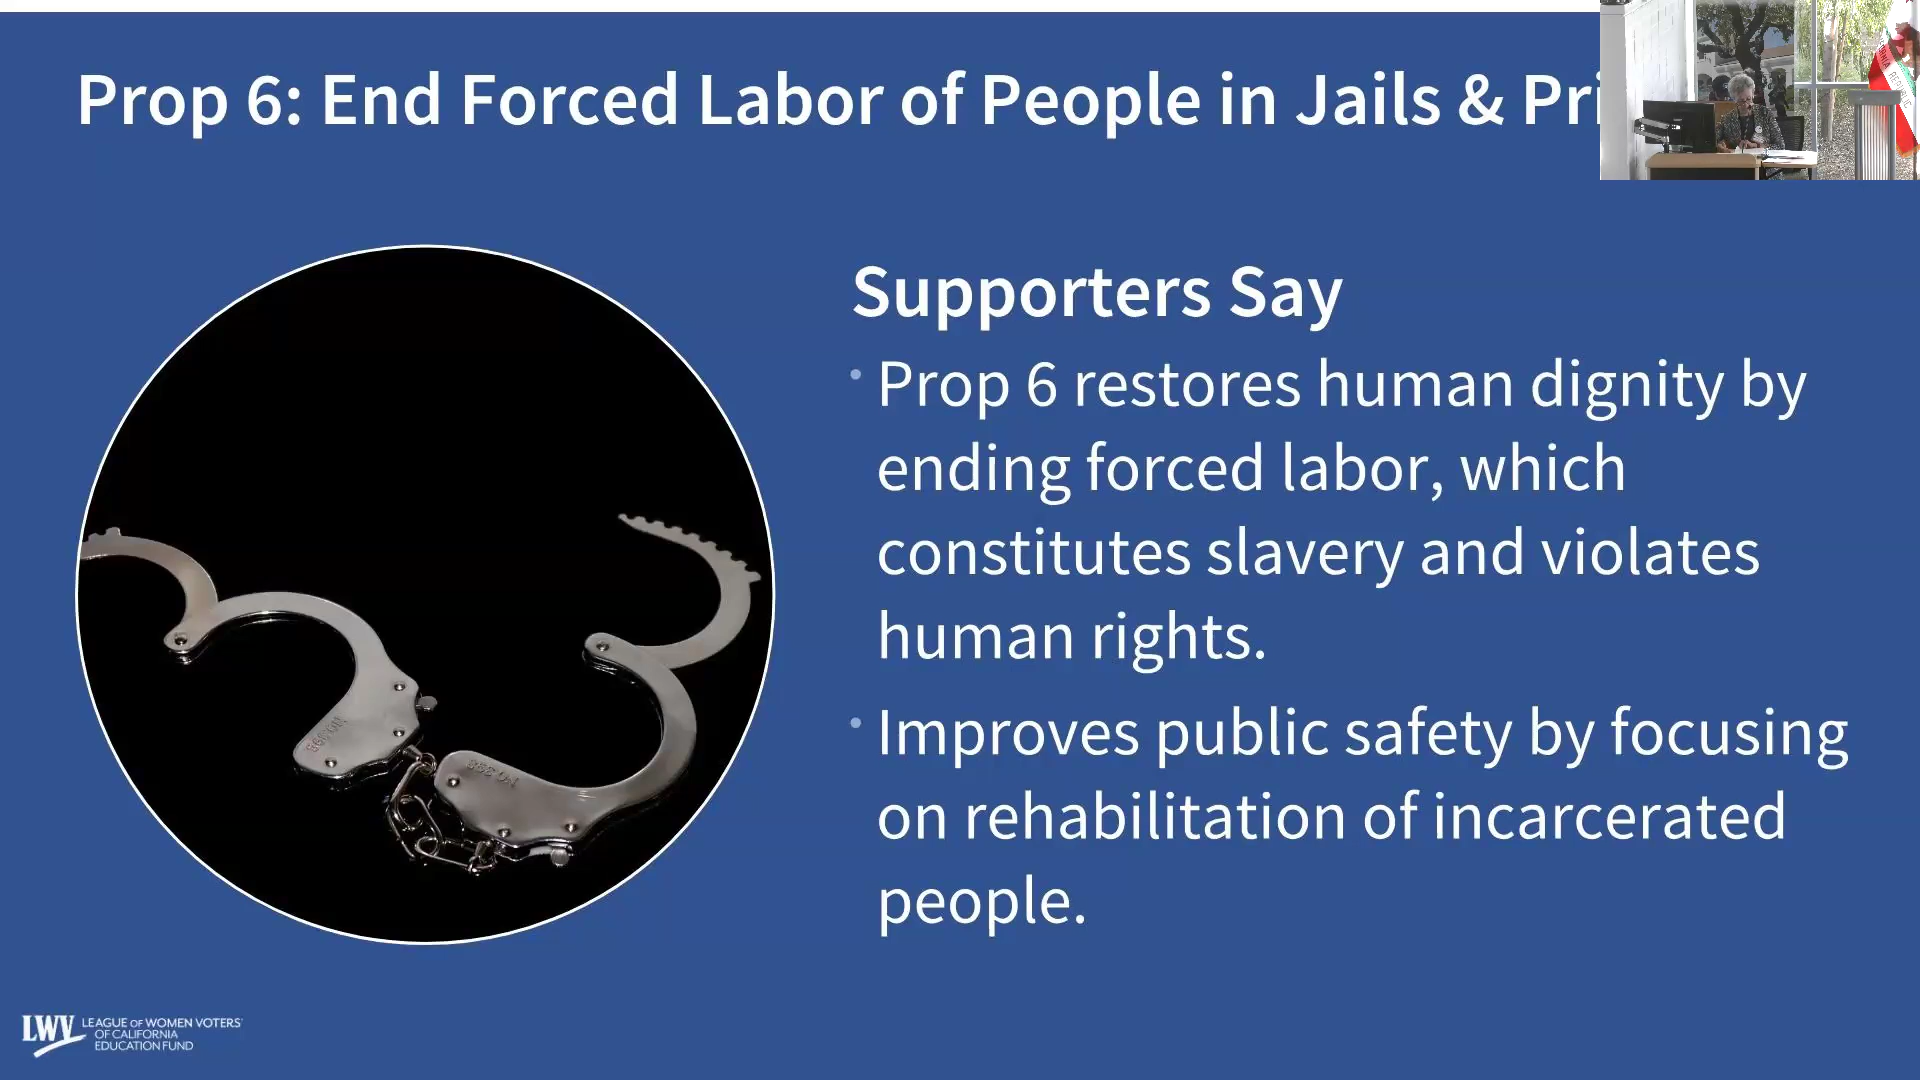 Prop 6: End Forced Labor of People in Jails & Pri
Supporters Say
• Prop 6 restores human dignity by
ending forced labor, which
constitutes slavery and violates
human rights.
• Improves public safety by focusing
on rehabilitation of incarcerated
people.
LWV LEAGUE OF WOMEN VOTERS®
OF CALIFORNIA
EDUCATION FUND